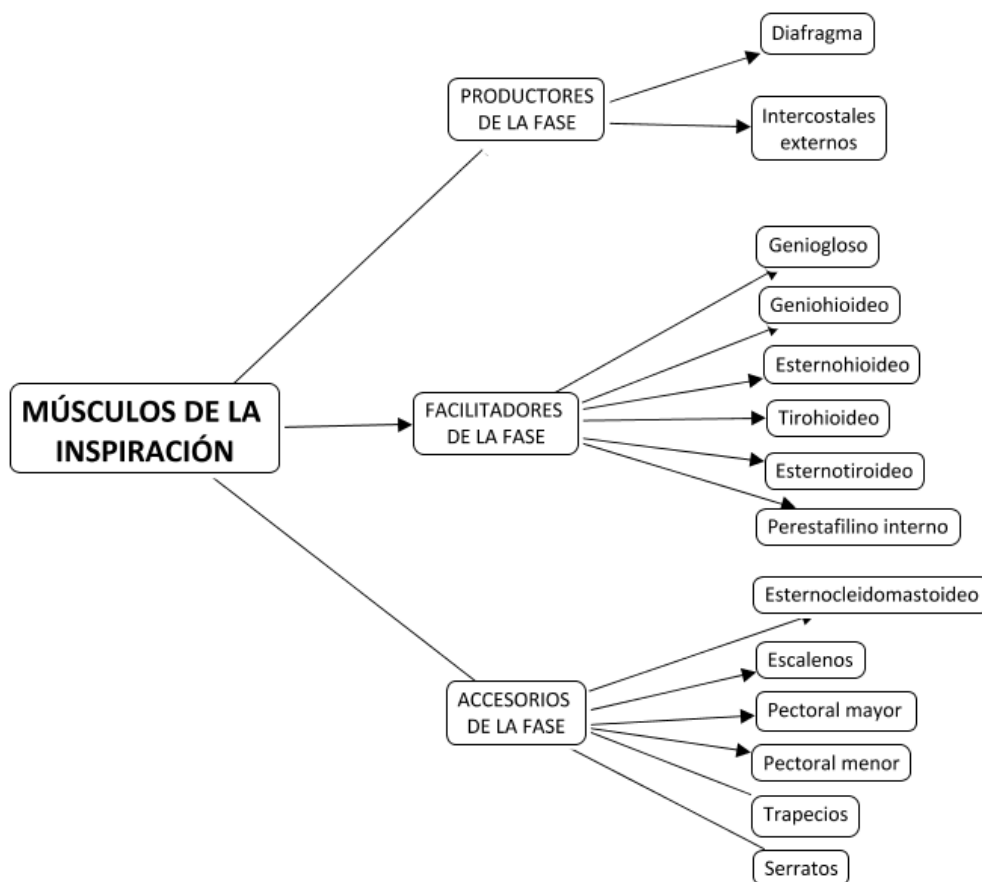 MÚSCULOS DE LA
INSPIRACIÓN
PRODUCTORES
DE LA FASE
Diafragma
Intercostales
externos
FACILITADORES
DE LA FASE
Geniogloso
Geniohioideo
Esternohioideo
Tirohioideo
Esternotiroideo
Perestafilino interno
ACCESORIOS
DE LA FASE
Esternocleidomastoideo
Escalenos
Pectoral mayor
Pectoral menor
Trapecios
Serratos